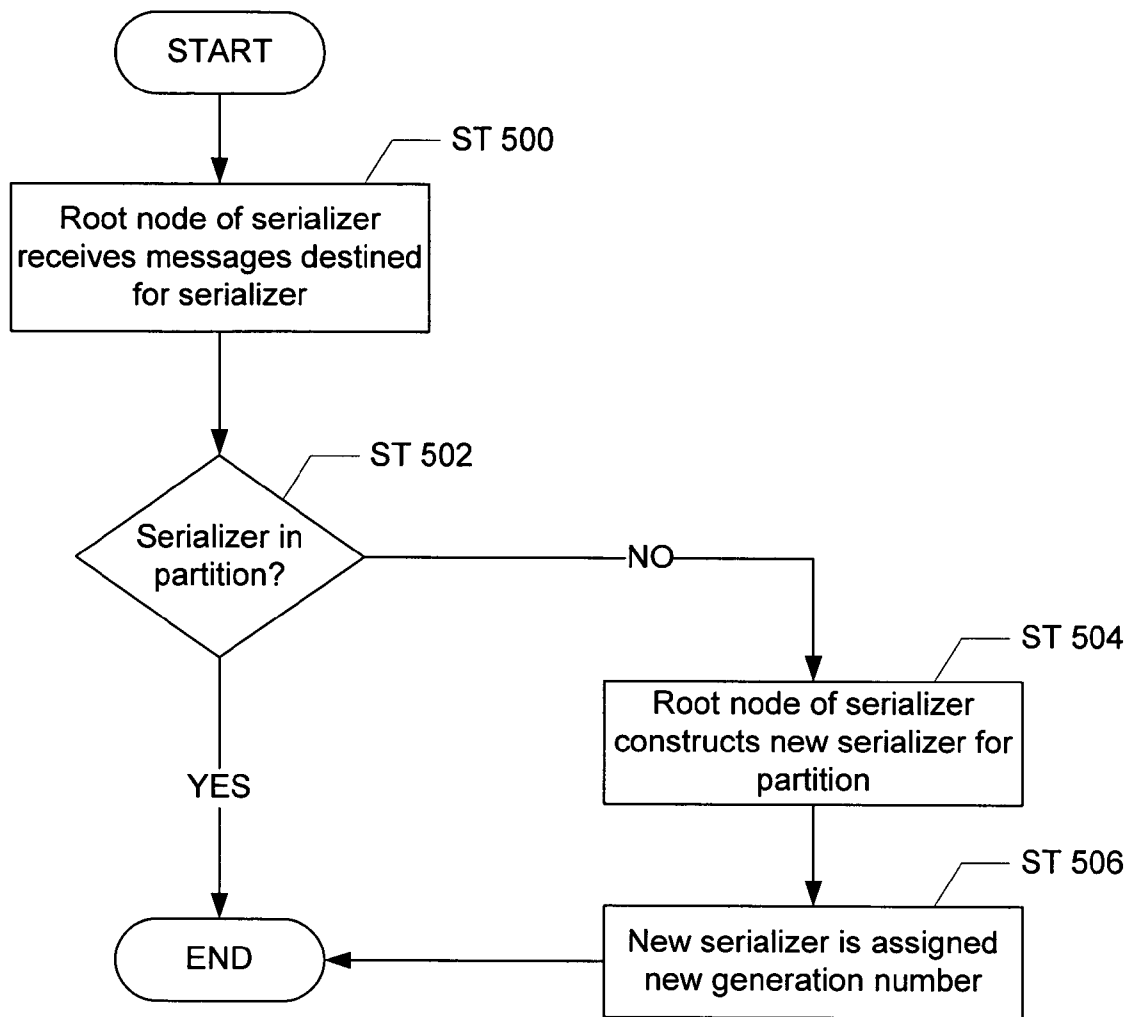 START
ST 500
Root node of serializer
receives messages destined
for serializer
ST 502
Serializer in
partition?
NO
ST 504
Root node of serializer
constructs new serializer for
partition
YES
ST 506
New serializer is assigned
new generation number
END